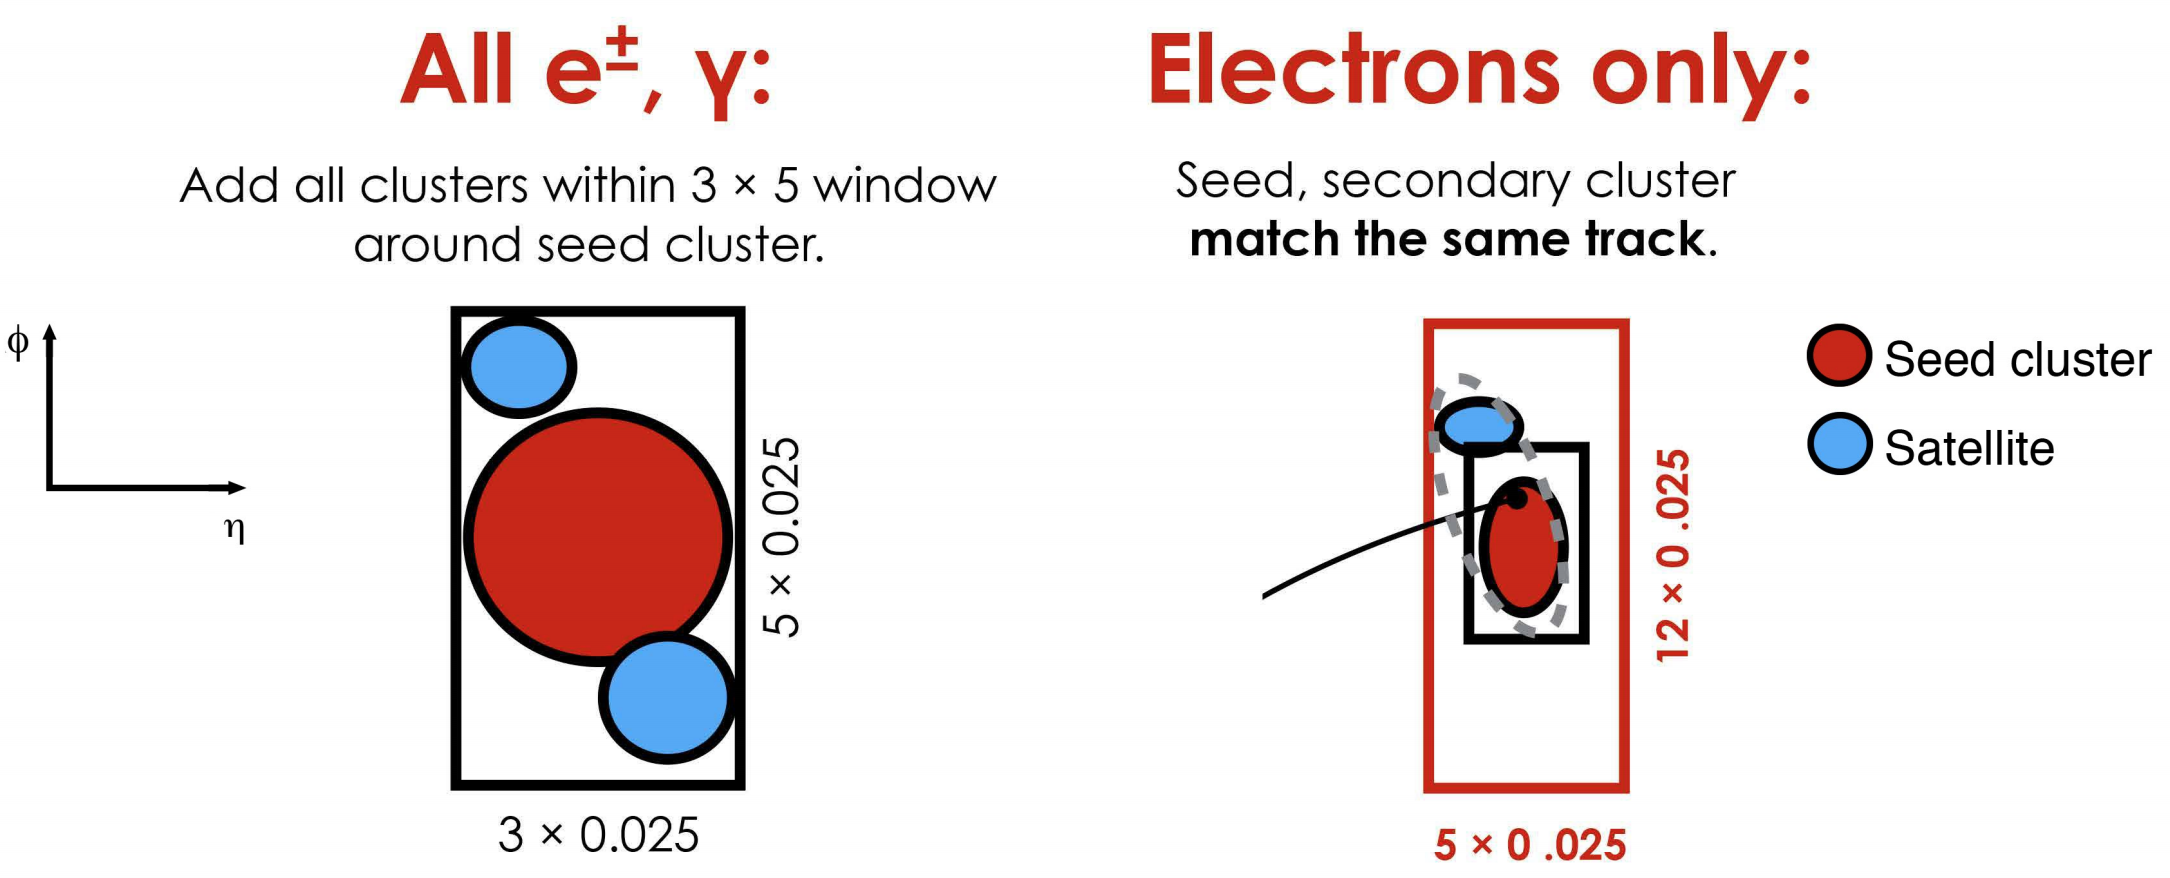 All e±, γ:
Add all clusters within 3 × 5 window
around seed cluster.
ϕ
η
5 × 0.025
3 × 0.025
Electrons only:
Seed, secondary cluster
match the same track.
12 × 0 .025
5 × 0 .025
Seed cluster
Satellite